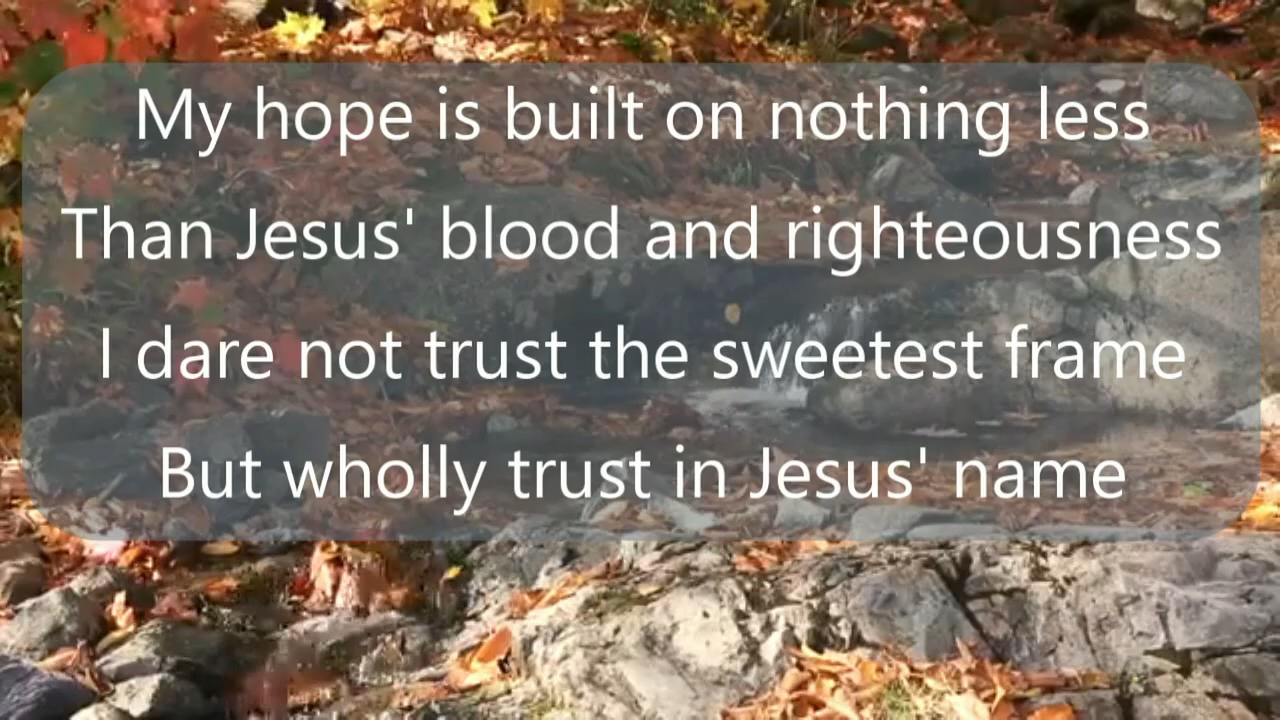 My hope is built on nothing less
Than Jesus' blood and righteousness
I dare not trust the sweetest frame
But wholly trust in Jesus' name